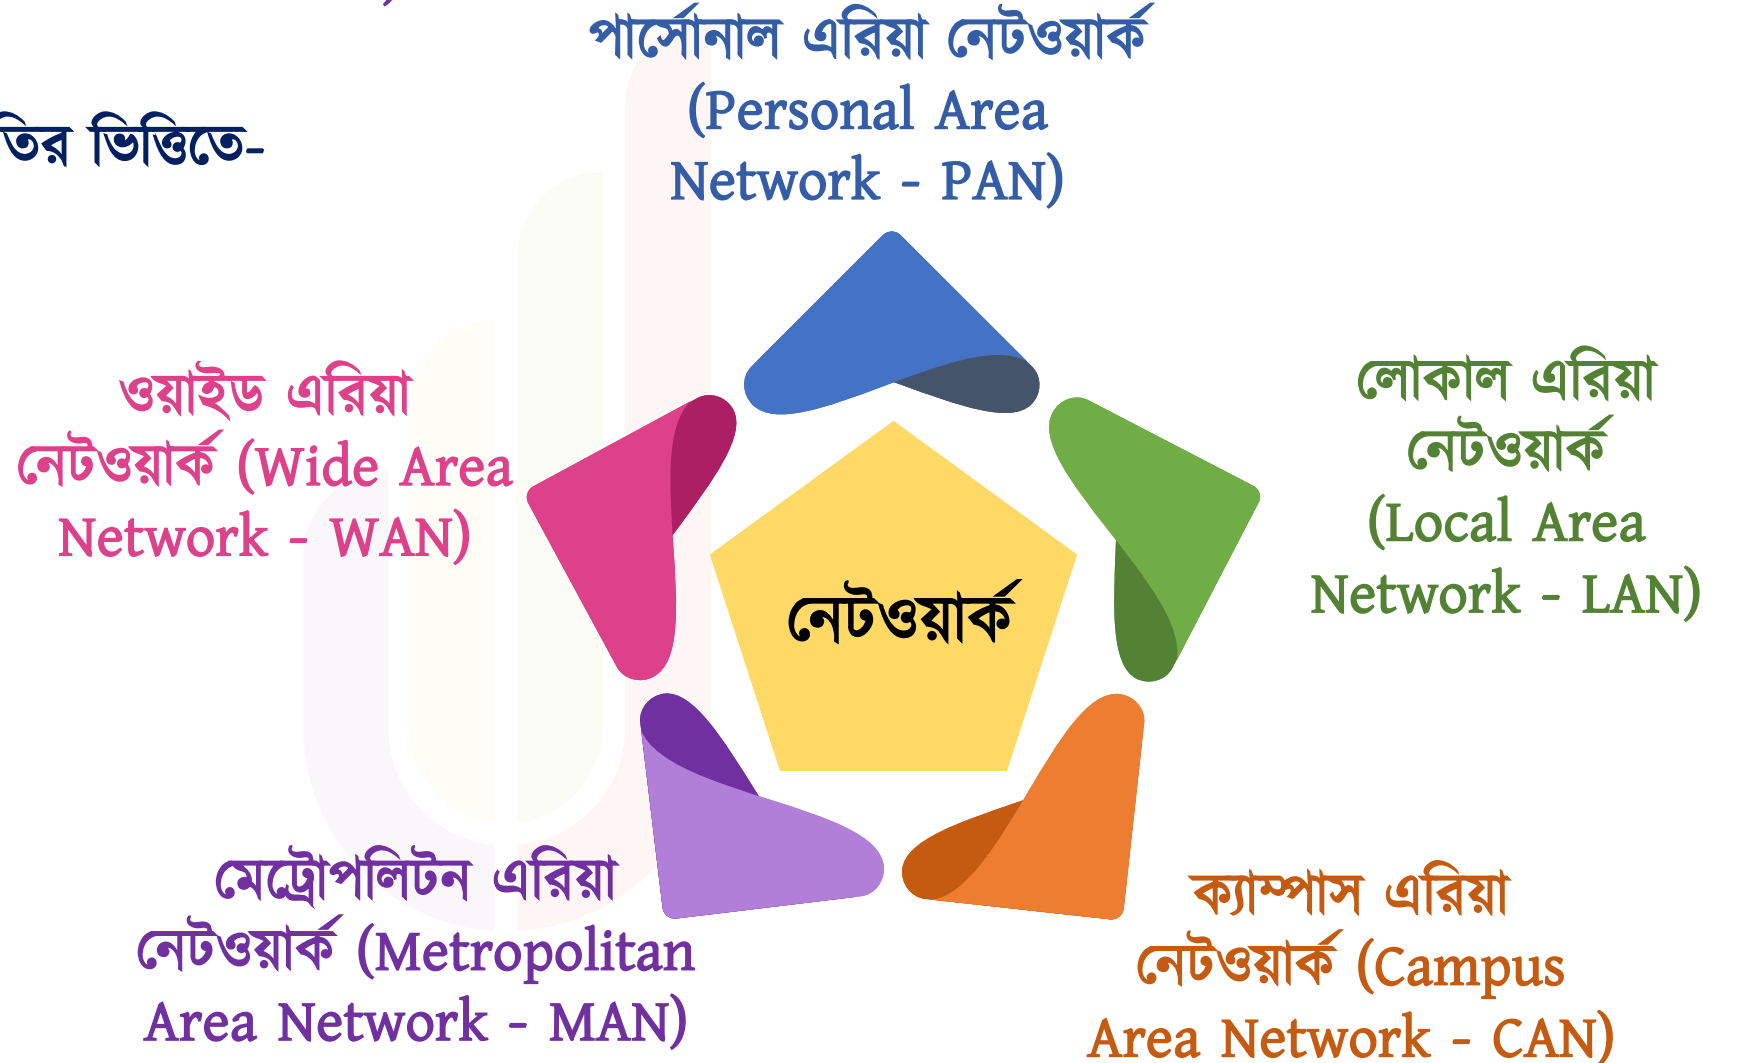 পার্সোনাল এরিয়া নেটওয়ার্ক
(Personal Area
Network - PAN)
ভিত্তিতে-
ওয়াইড এরিয়া
নেটওয়ার্ক (Wide Area
Network - WAN)
লোকাল এরিয়া
নেটওয়ার্ক
(Local Area
Network - LAN)
নেটওয়ার্ক
মেট্রোপলিটন এরিয়া
নেটওয়ার্ক (Metropolitan
Area Network - MAN)
ক্যাম্পাস এরিয়া
নেটওয়ার্ক (Campus
Area Network - CAN)